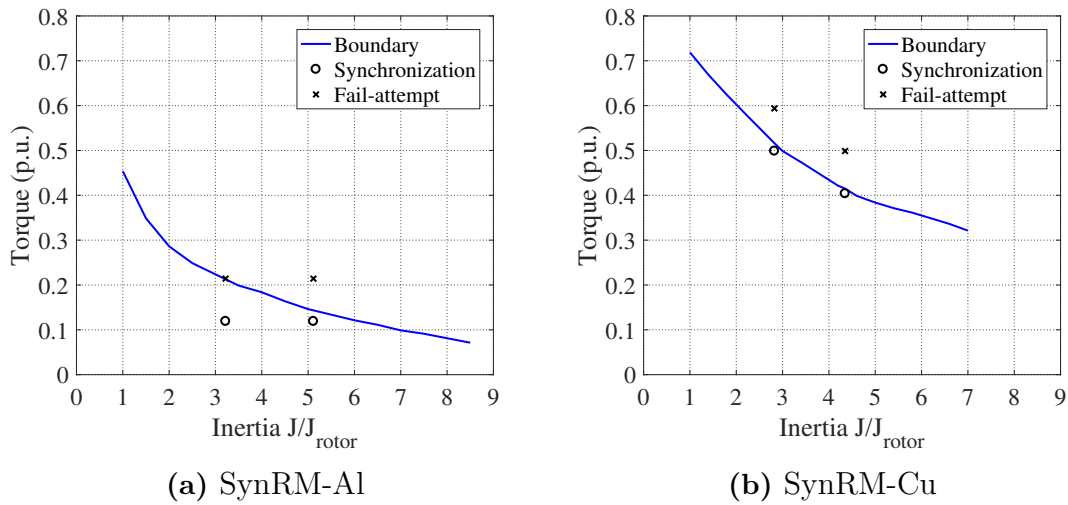 0.8
0.7
0.6
0.5
0.4
0.3
0.2
0.1
0
Torque (p.u.)
Boundary
Synchronization
Fail-attempt
0 1 2 3 4 5 6 7 8 9
Inertia J/J_rotor
(a) SynRM-Al
0.8
0.7
0.6
0.5
0.4
0.3
0.2
0.1
0
Torque (p.u.)
Boundary
Synchronization
Fail-attempt
0 1 2 3 4 5 6 7 8 9
Inertia J/J_rotor
(b) SynRM-Cu